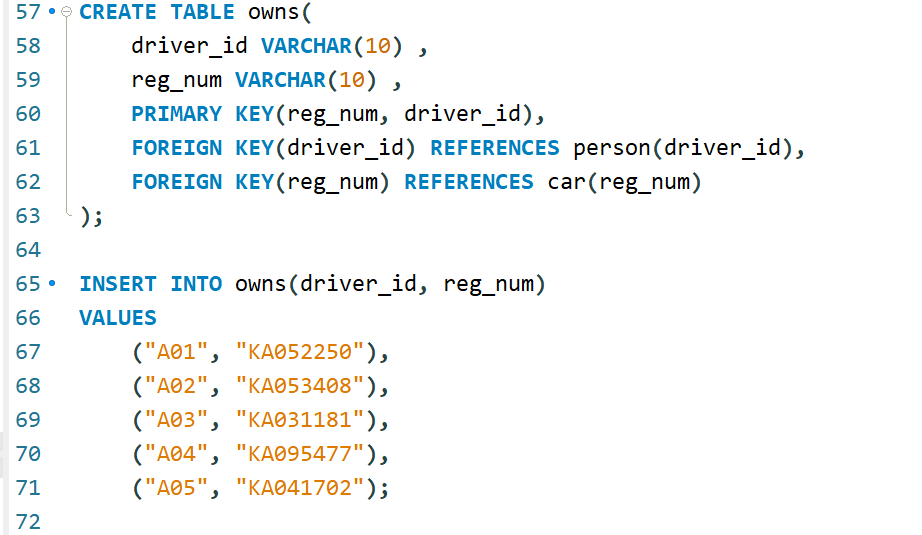 57 CREATE TABLE owns(
58 driver_id VARCHAR(10) ,
59 reg_num VARCHAR(10) ,
60 PRIMARY KEY(reg_num, driver_id),
61 FOREIGN KEY(driver_id) REFERENCES person(driver_id),
62 FOREIGN KEY(reg_num) REFERENCES car(reg_num)
63 );
64
65 INSERT INTO owns(driver_id, reg_num)
66 VALUES
67 ("A01", "KA052250"),
68 ("A02", "KA053408"),
69 ("A03", "KA031181"),
70 ("A04", "KA095477"),
71 ("A05", "KA041702");
72